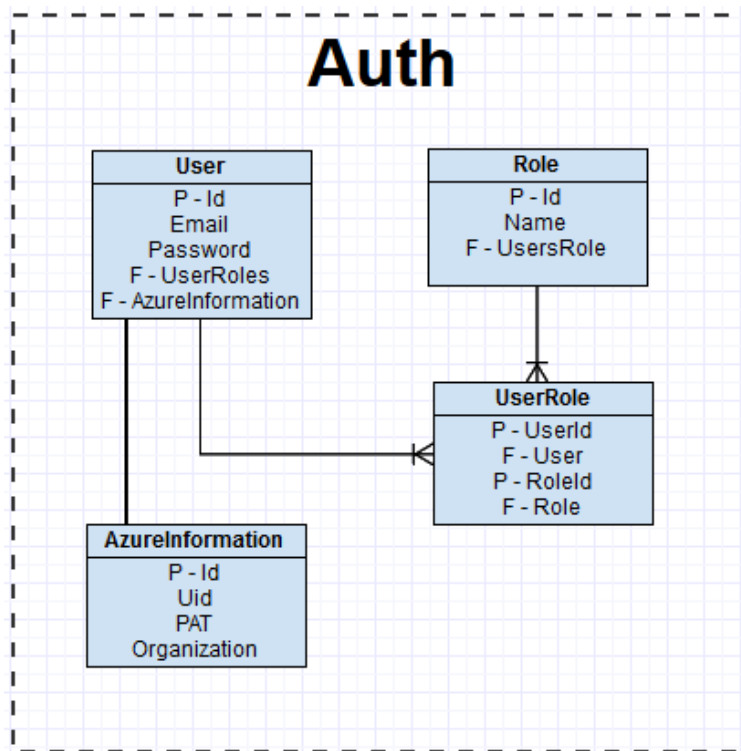 Auth
User
P - Id
Email
Password
F - UserRoles
F - AzureInformation
Role
P - Id
Name
F - UsersRole
UserRole
P - UserId
F - User
P - RoleId
F - Role
AzureInformation
P - Id
Uid
PAT
Organization